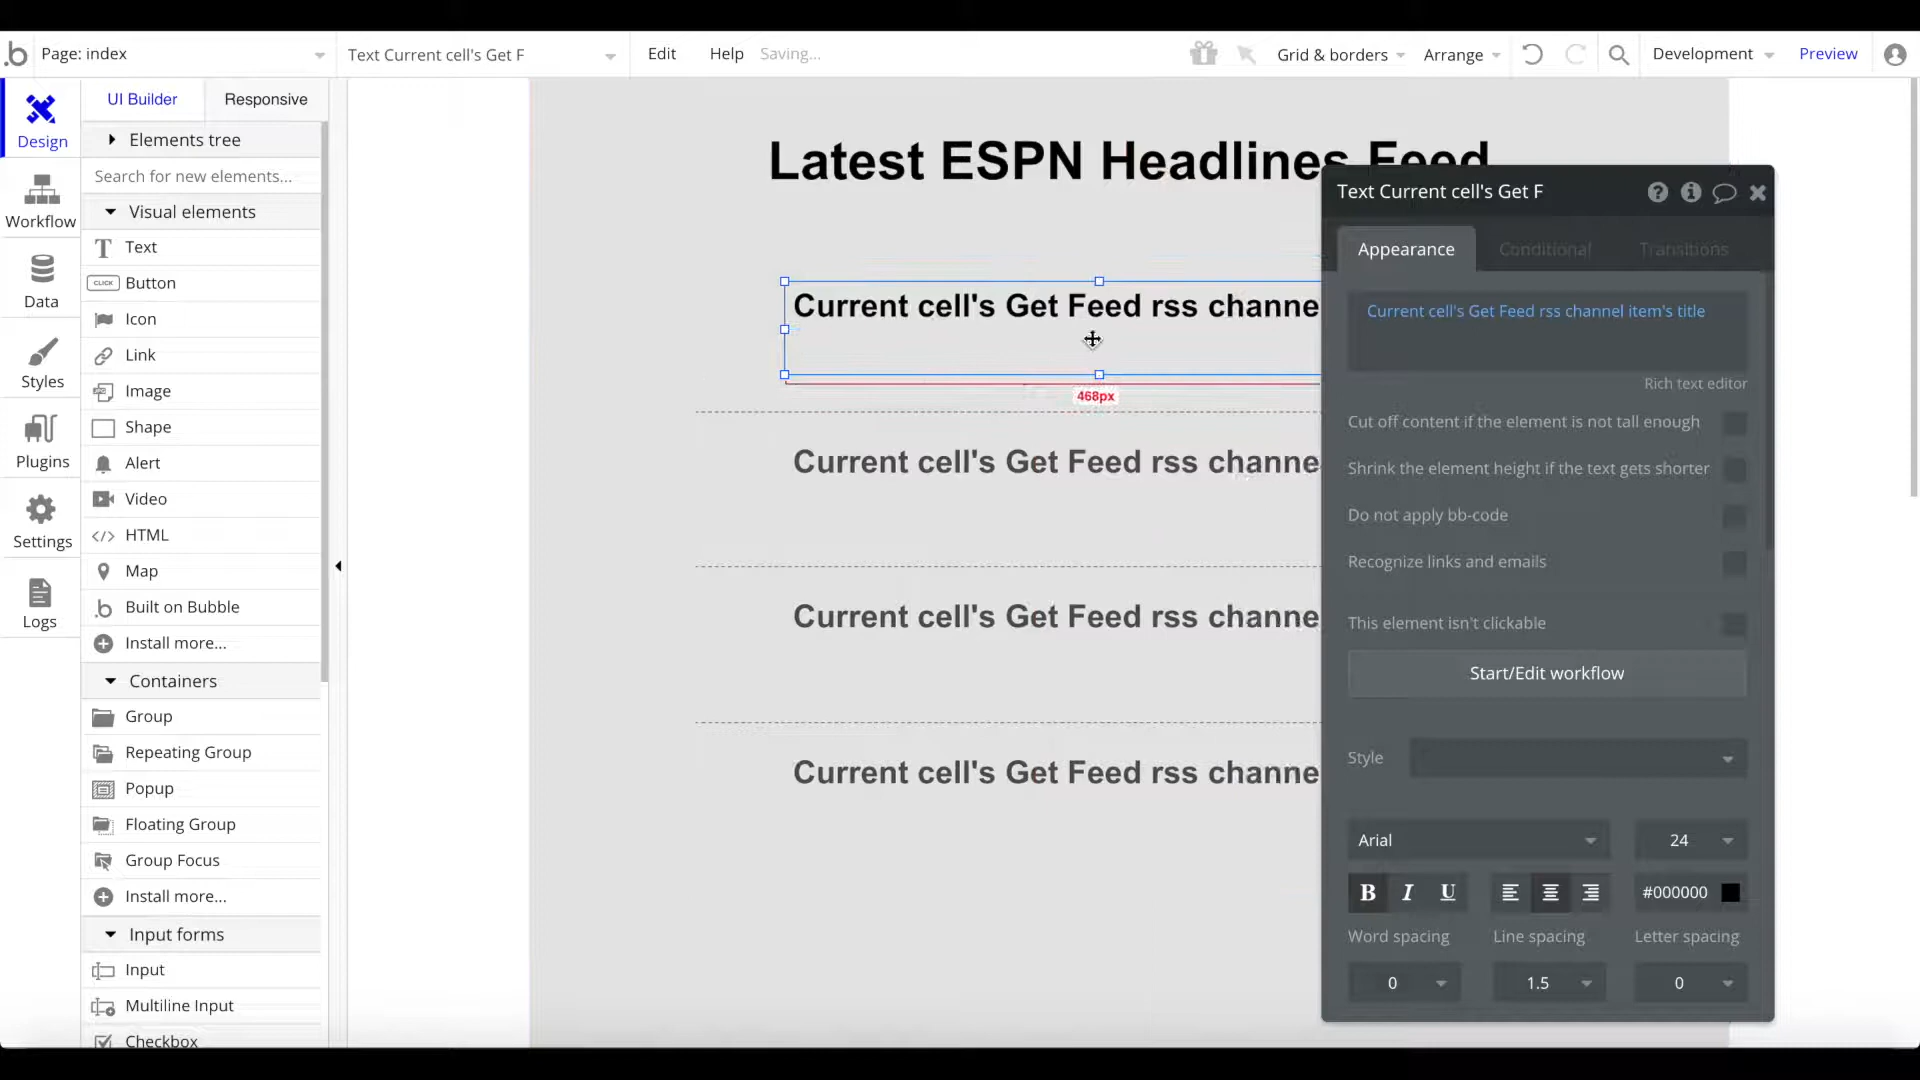 Page: index
Text Current cell's Get F
Edit
Help
Saving...
Grid & borders
Arrange
Development
Preview
Design
Workflow
Data
Styles
Plugins
Settings
Logs
UI Builder
Responsive
Elements tree
Search for new elements...
Visual elements
Text
CLICK
Button
Icon
Link
Image
Shape
Alert
Video
HTML
Map
Built on Bubble
Install more...
Containers
Group
Repeating Group
Popup
Floating Group
Group Focus
Install more...
Input forms
Input
Multiline Input
Checkbox
Latest ESPN Headlines Feed
Current cell's Get Feed rss channe
468px
Current cell's Get Feed rss channe
Current cell's Get Feed rss channe
Current cell's Get Feed rss channe
Text Current cell's Get F
Appearance
Conditional
Transitions
Current cell's Get Feed rss channel item's title
Rich text editor
Cut off content if the element is not tall enough
Shrink the element height if the text gets shorter
Do not apply bb-code
Recognize links and emails
This element isn't clickable
Start/Edit workflow
Style
Arial
24
B I U
#000000
Word spacing
Line spacing
Letter spacing
0
1.5
0